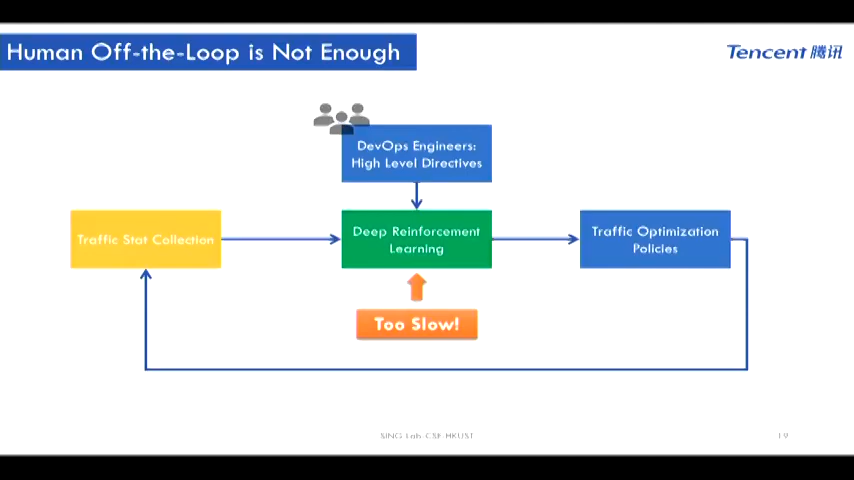 Human Off-the-Loop is Not Enough
Tencent 腾讯
DevOps Engineers:
High Level Directives
Traffic Stat Collection
Deep Reinforcement
Learning
Traffic Optimization
Policies
Too Slow!
SING Lab CSE HKUST
19